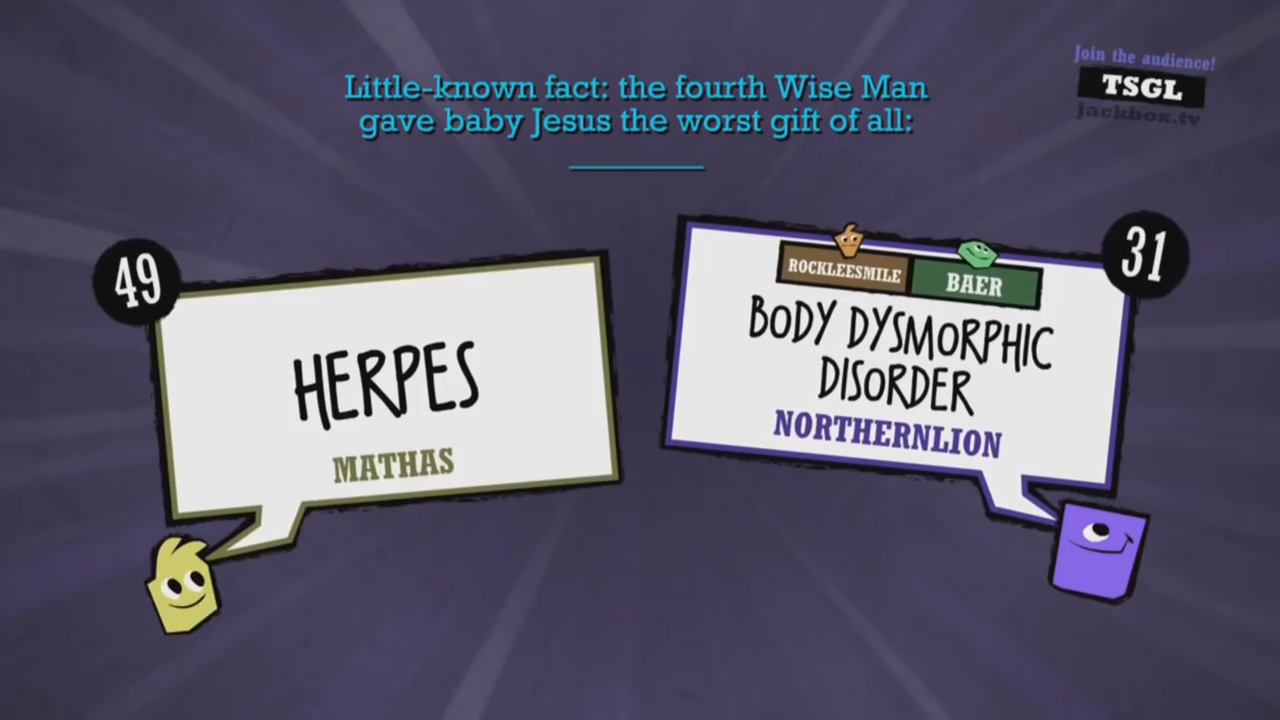 Join the audience!
TSGL
jackbox.tv
Little-known fact: the fourth Wise Man
gave baby Jesus the worst gift of all:
49
HERPES
MATHAS
31
ROCKLEESMILE
BAER
BODY DYSMORPHIC
DISORDER
NORTHERNLION